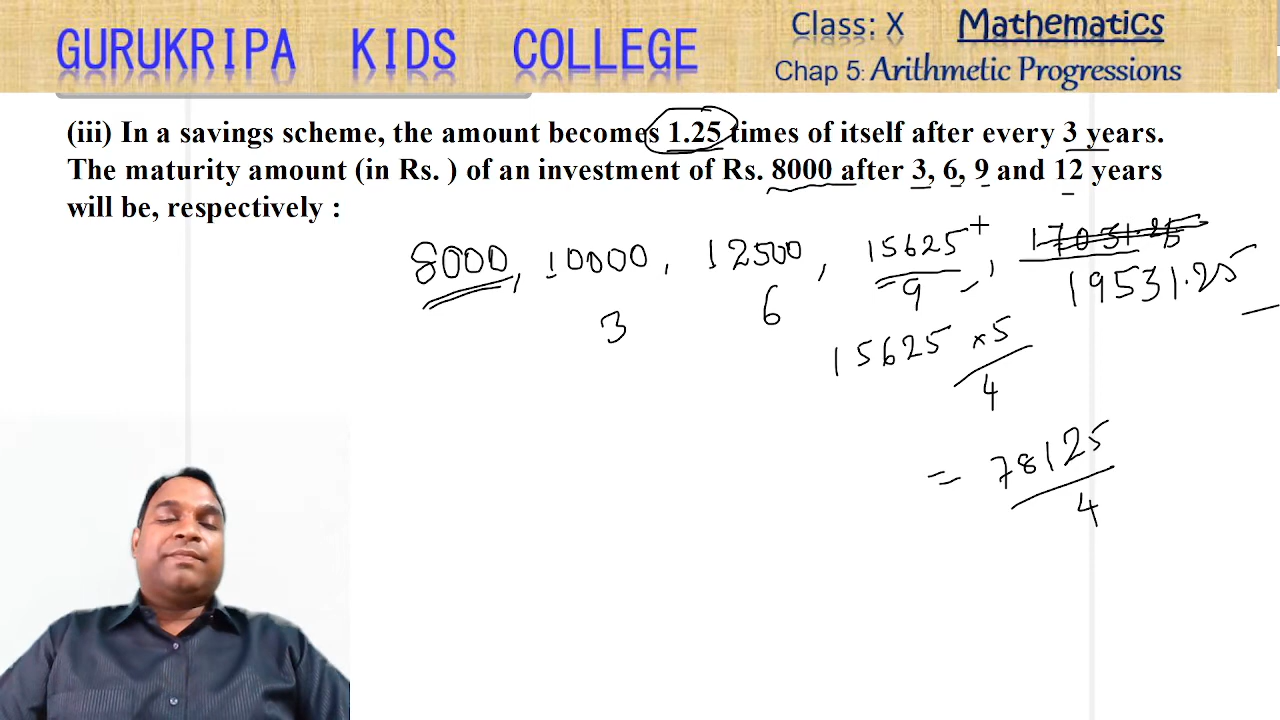 GURUKRIPA KIDS COLLEGE
Class: X Mathematics
Chap 5: Arithmetic Progressions
(iii) In a savings scheme, the amount becomes 1.25 times of itself after every 3 years.
The maturity amount (in Rs. ) of an investment of Rs. 8000 after 3, 6, 9 and 12 years
will be, respectively :
8000, 10000, 12500, 15625 +, 17031.25
3 6 9 19531.25
15625 × 5
4
= 78125
4